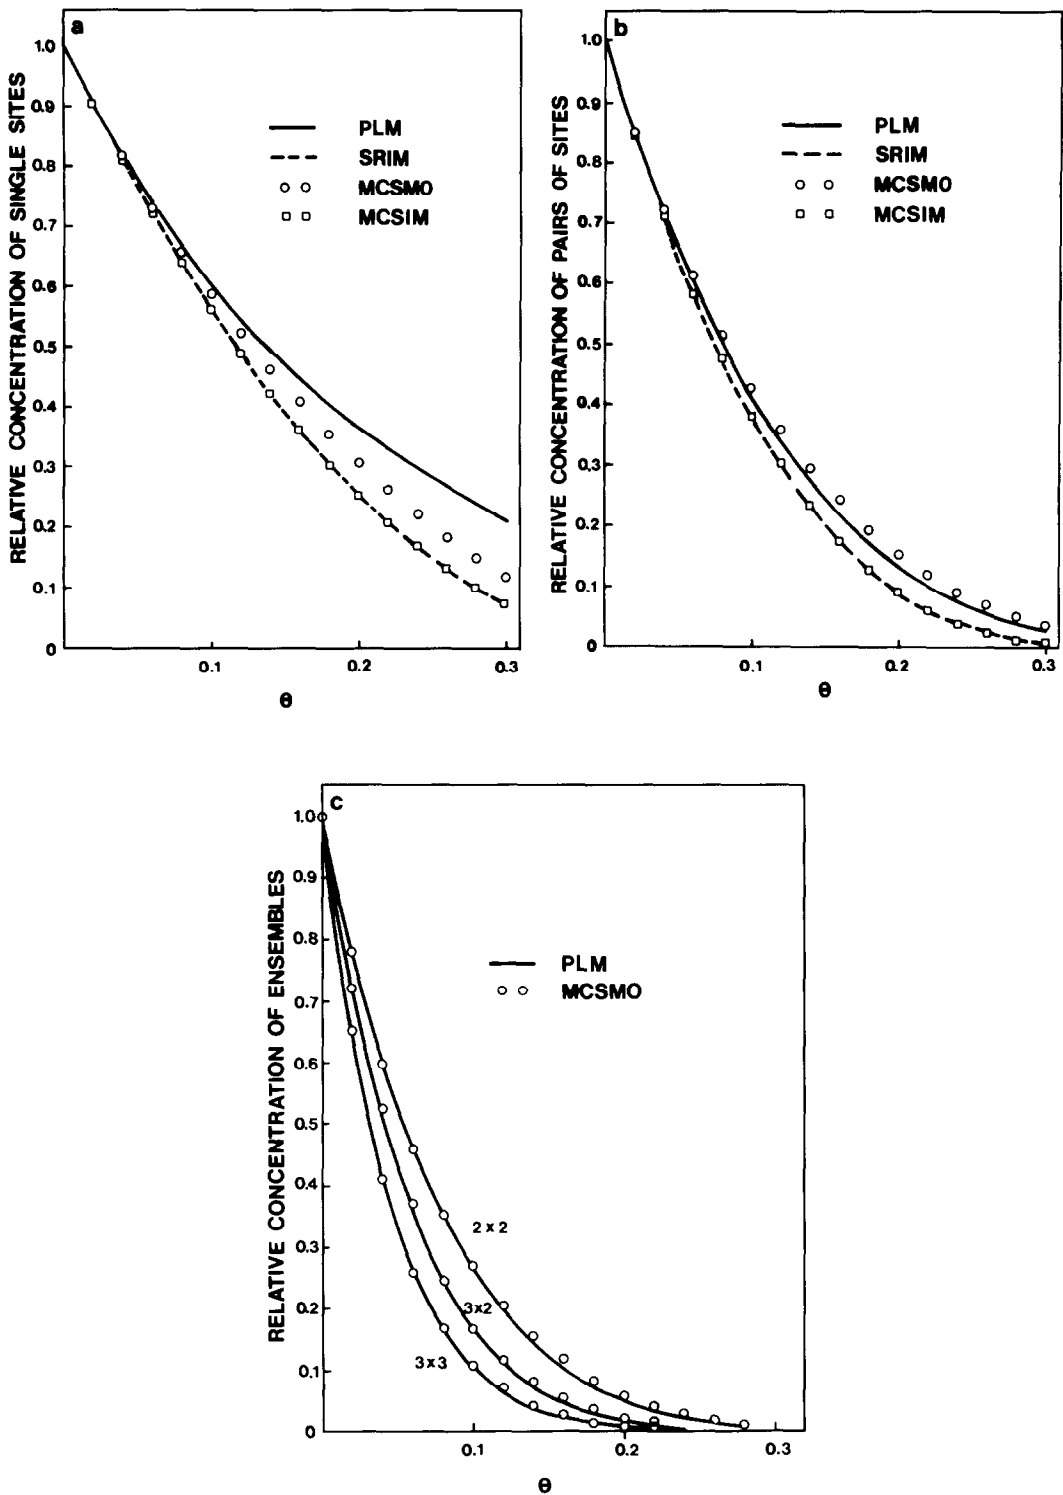 a
1.0
0.9
0.8
0.7
0.6
0.5
0.4
0.3
0.2
0.1
0
0.1
0.2
0.3
RELATIVE CONCENTRATION OF SINGLE SITES
θ
PLM
SRIM
MCSMO
MCSIM
b
1.0
0.9
0.8
0.7
0.6
0.5
0.4
0.3
0.2
0.1
0
0.1
0.2
0.3
RELATIVE CONCENTRATION OF PAIRS OF SITES
θ
PLM
SRIM
MCSMO
MCSIM
c
1.0
0.9
0.8
0.7
0.6
0.5
0.4
0.3
0.2
0.1
0
0.1
0.2
0.3
RELATIVE CONCENTRATION OF ENSEMBLES
θ
PLM
MCSMO
2×2
3×2
3×3